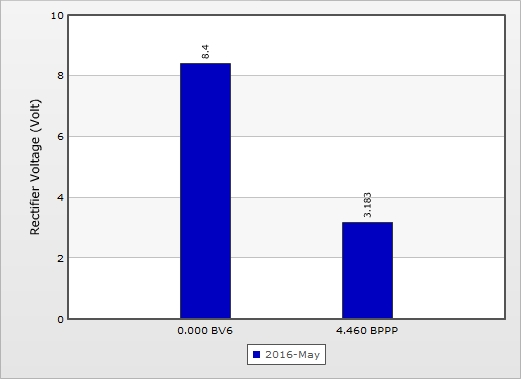 10
8
6
4
2
0
Rectifier Voltage (Volt)
8.4
3.183
0.000 BV6
4.460 BPPP
2016-May